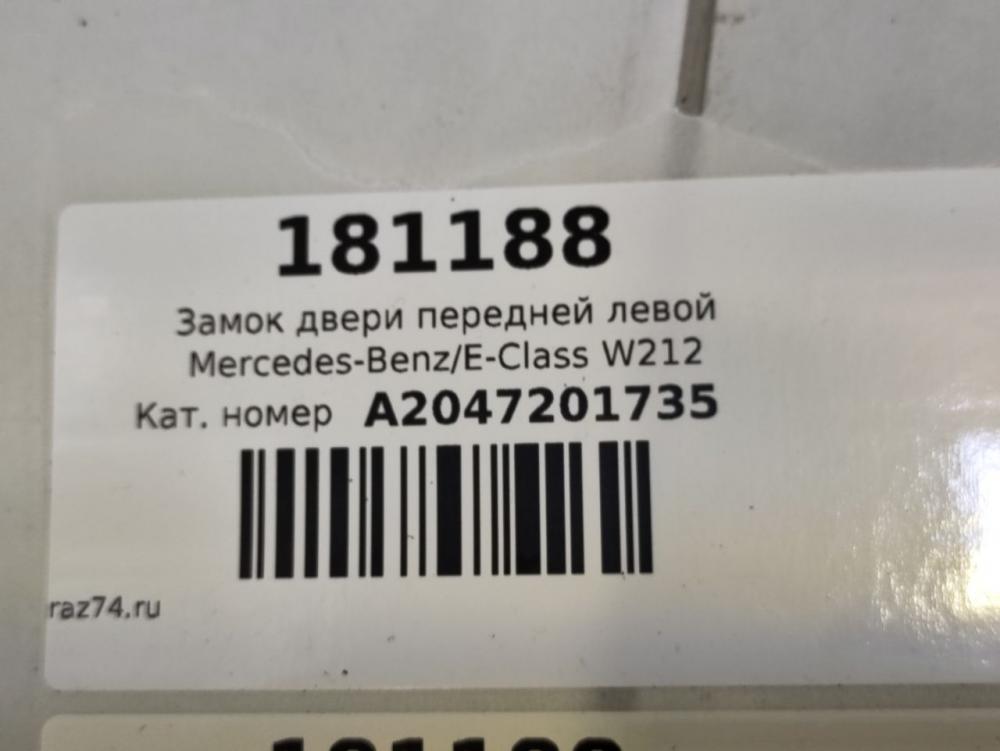 181188
Замок двери передней левой
Mercedes-Benz/E-Class W212
Кат. номер A2047201735
raz74.ru